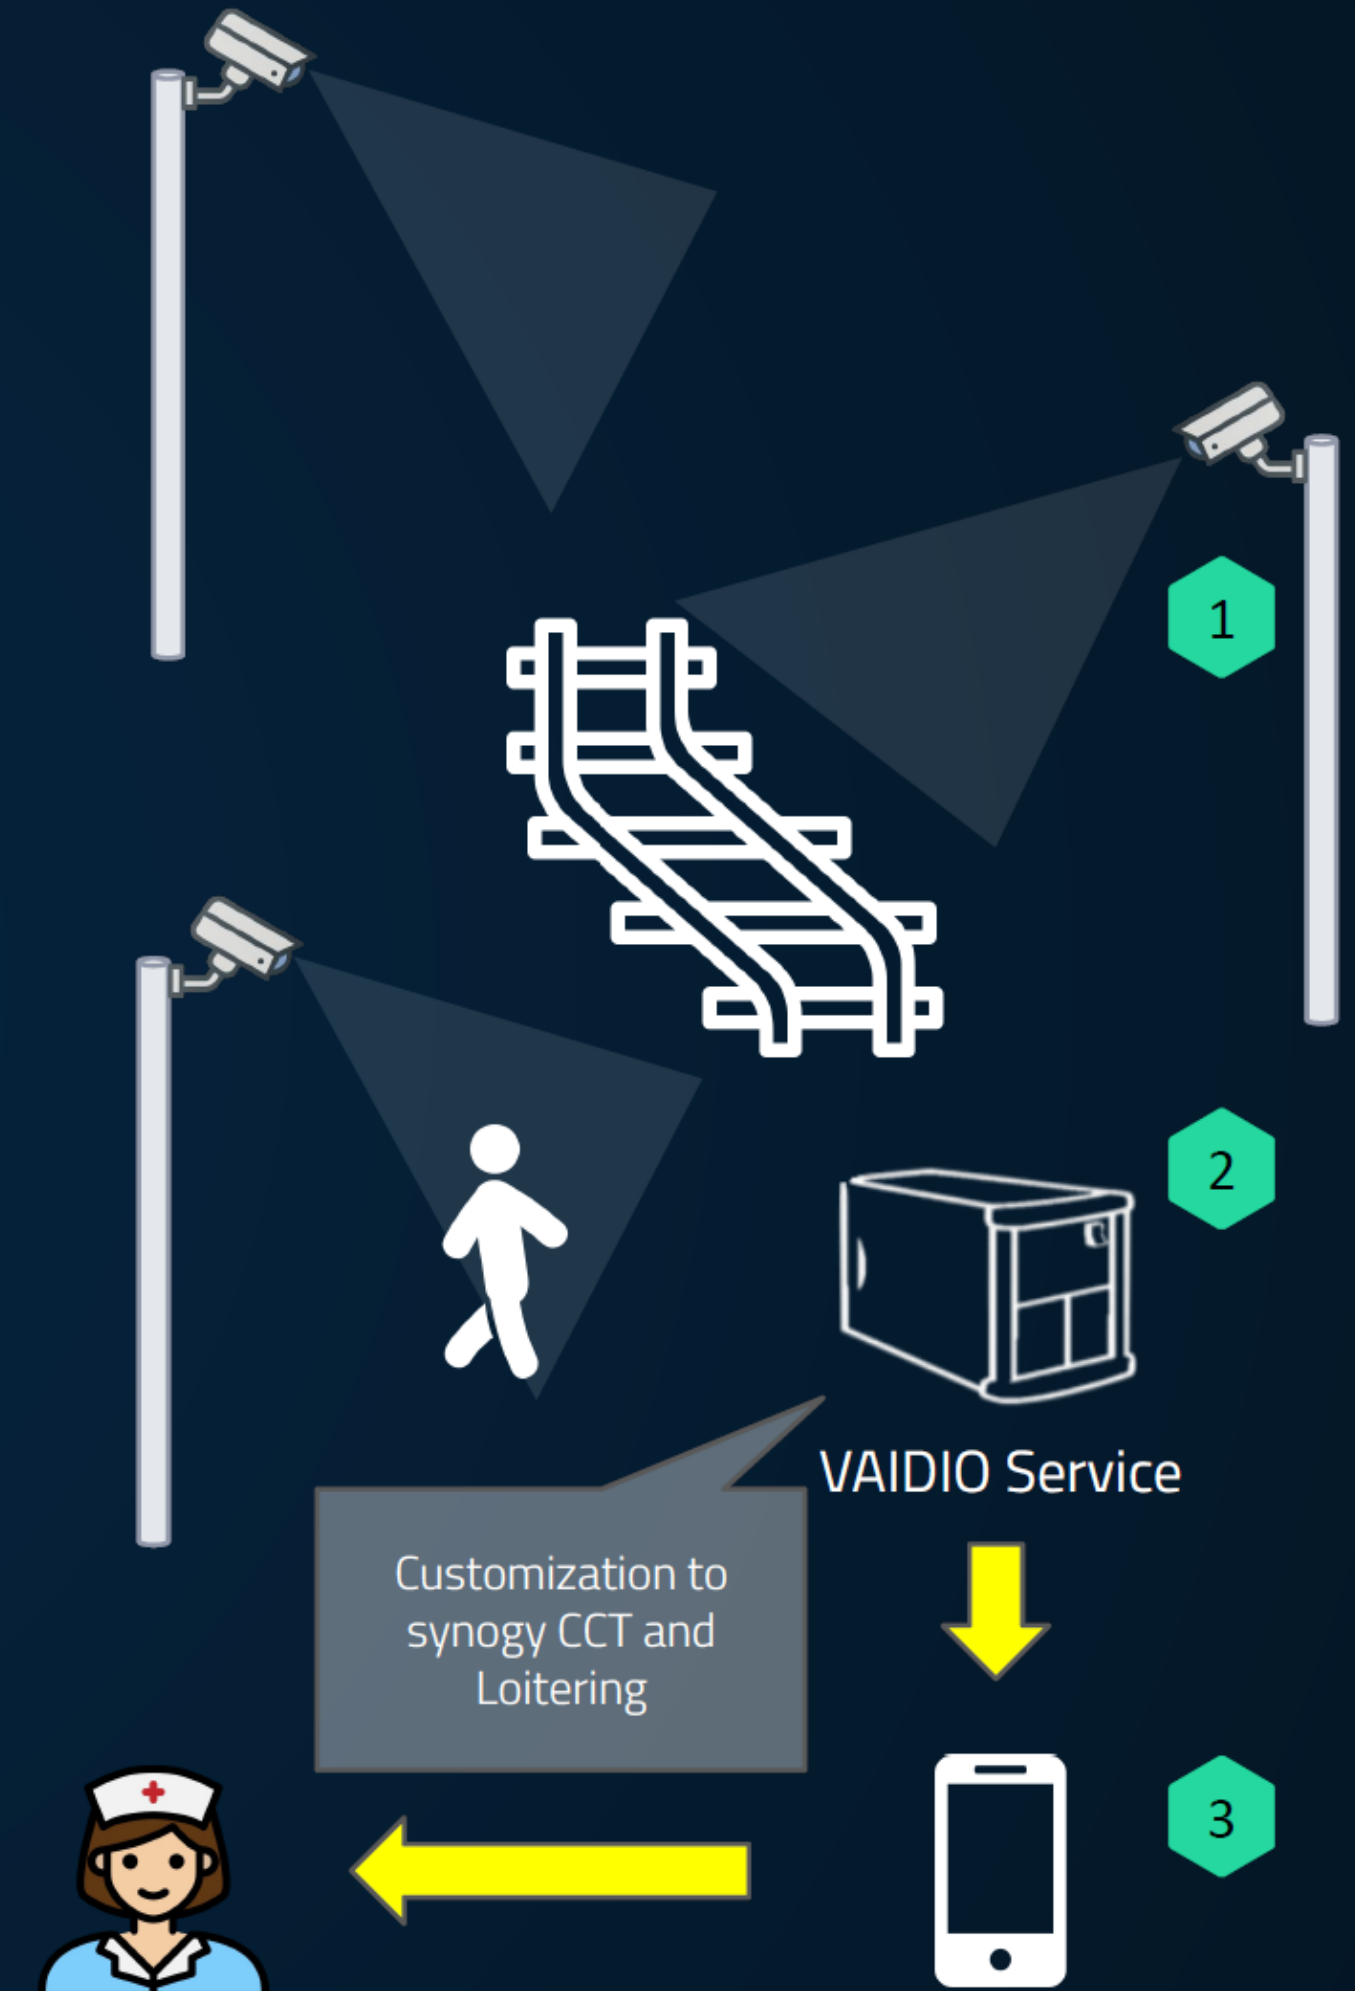 1
2
VAIDIO Service
Customization to
synogy CCT and
Loitering
3